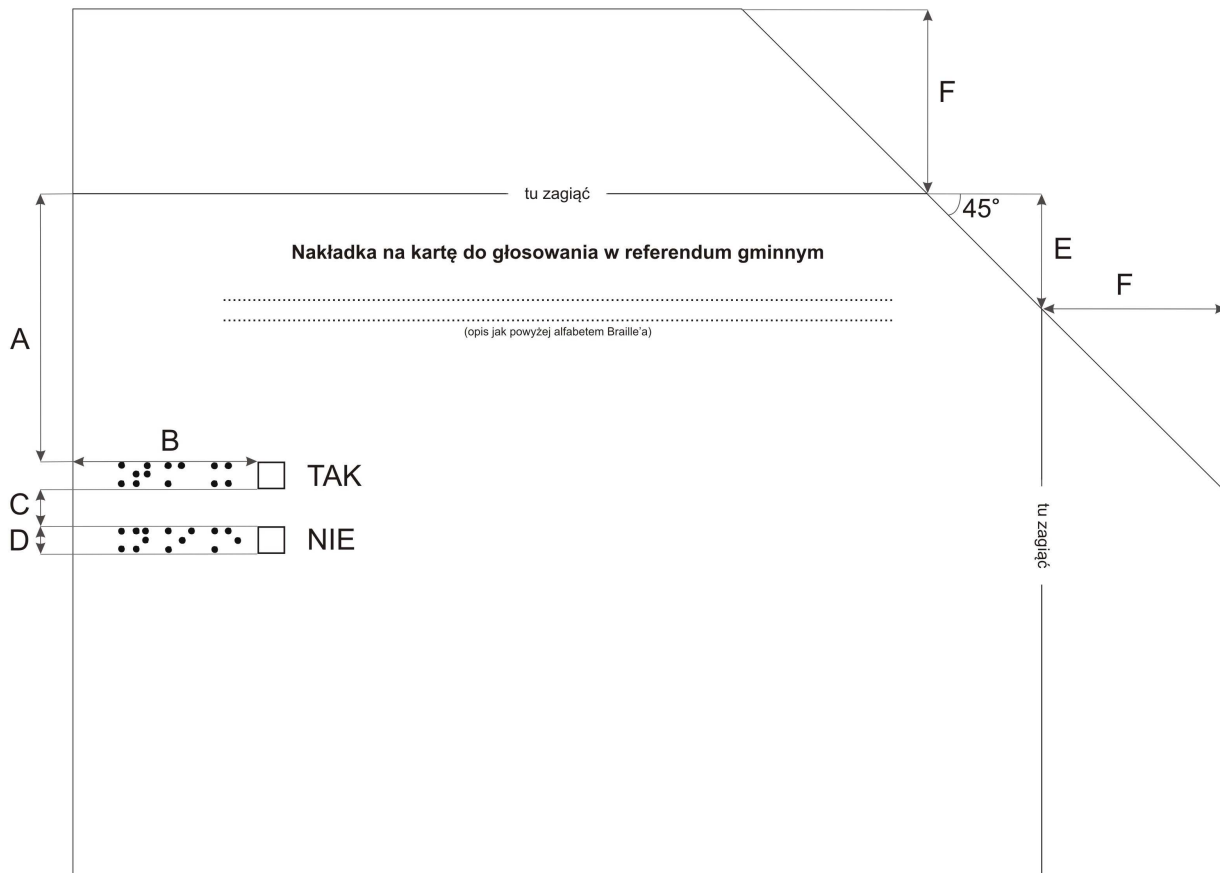 F
tu zagiąć
45°
Nakładka na kartę do głosowania w referendum gminnym
E
F
(opis jak powyżej alfabetem Braille'a)
A
B
TAK
C
D
NIE
tu zagiąć